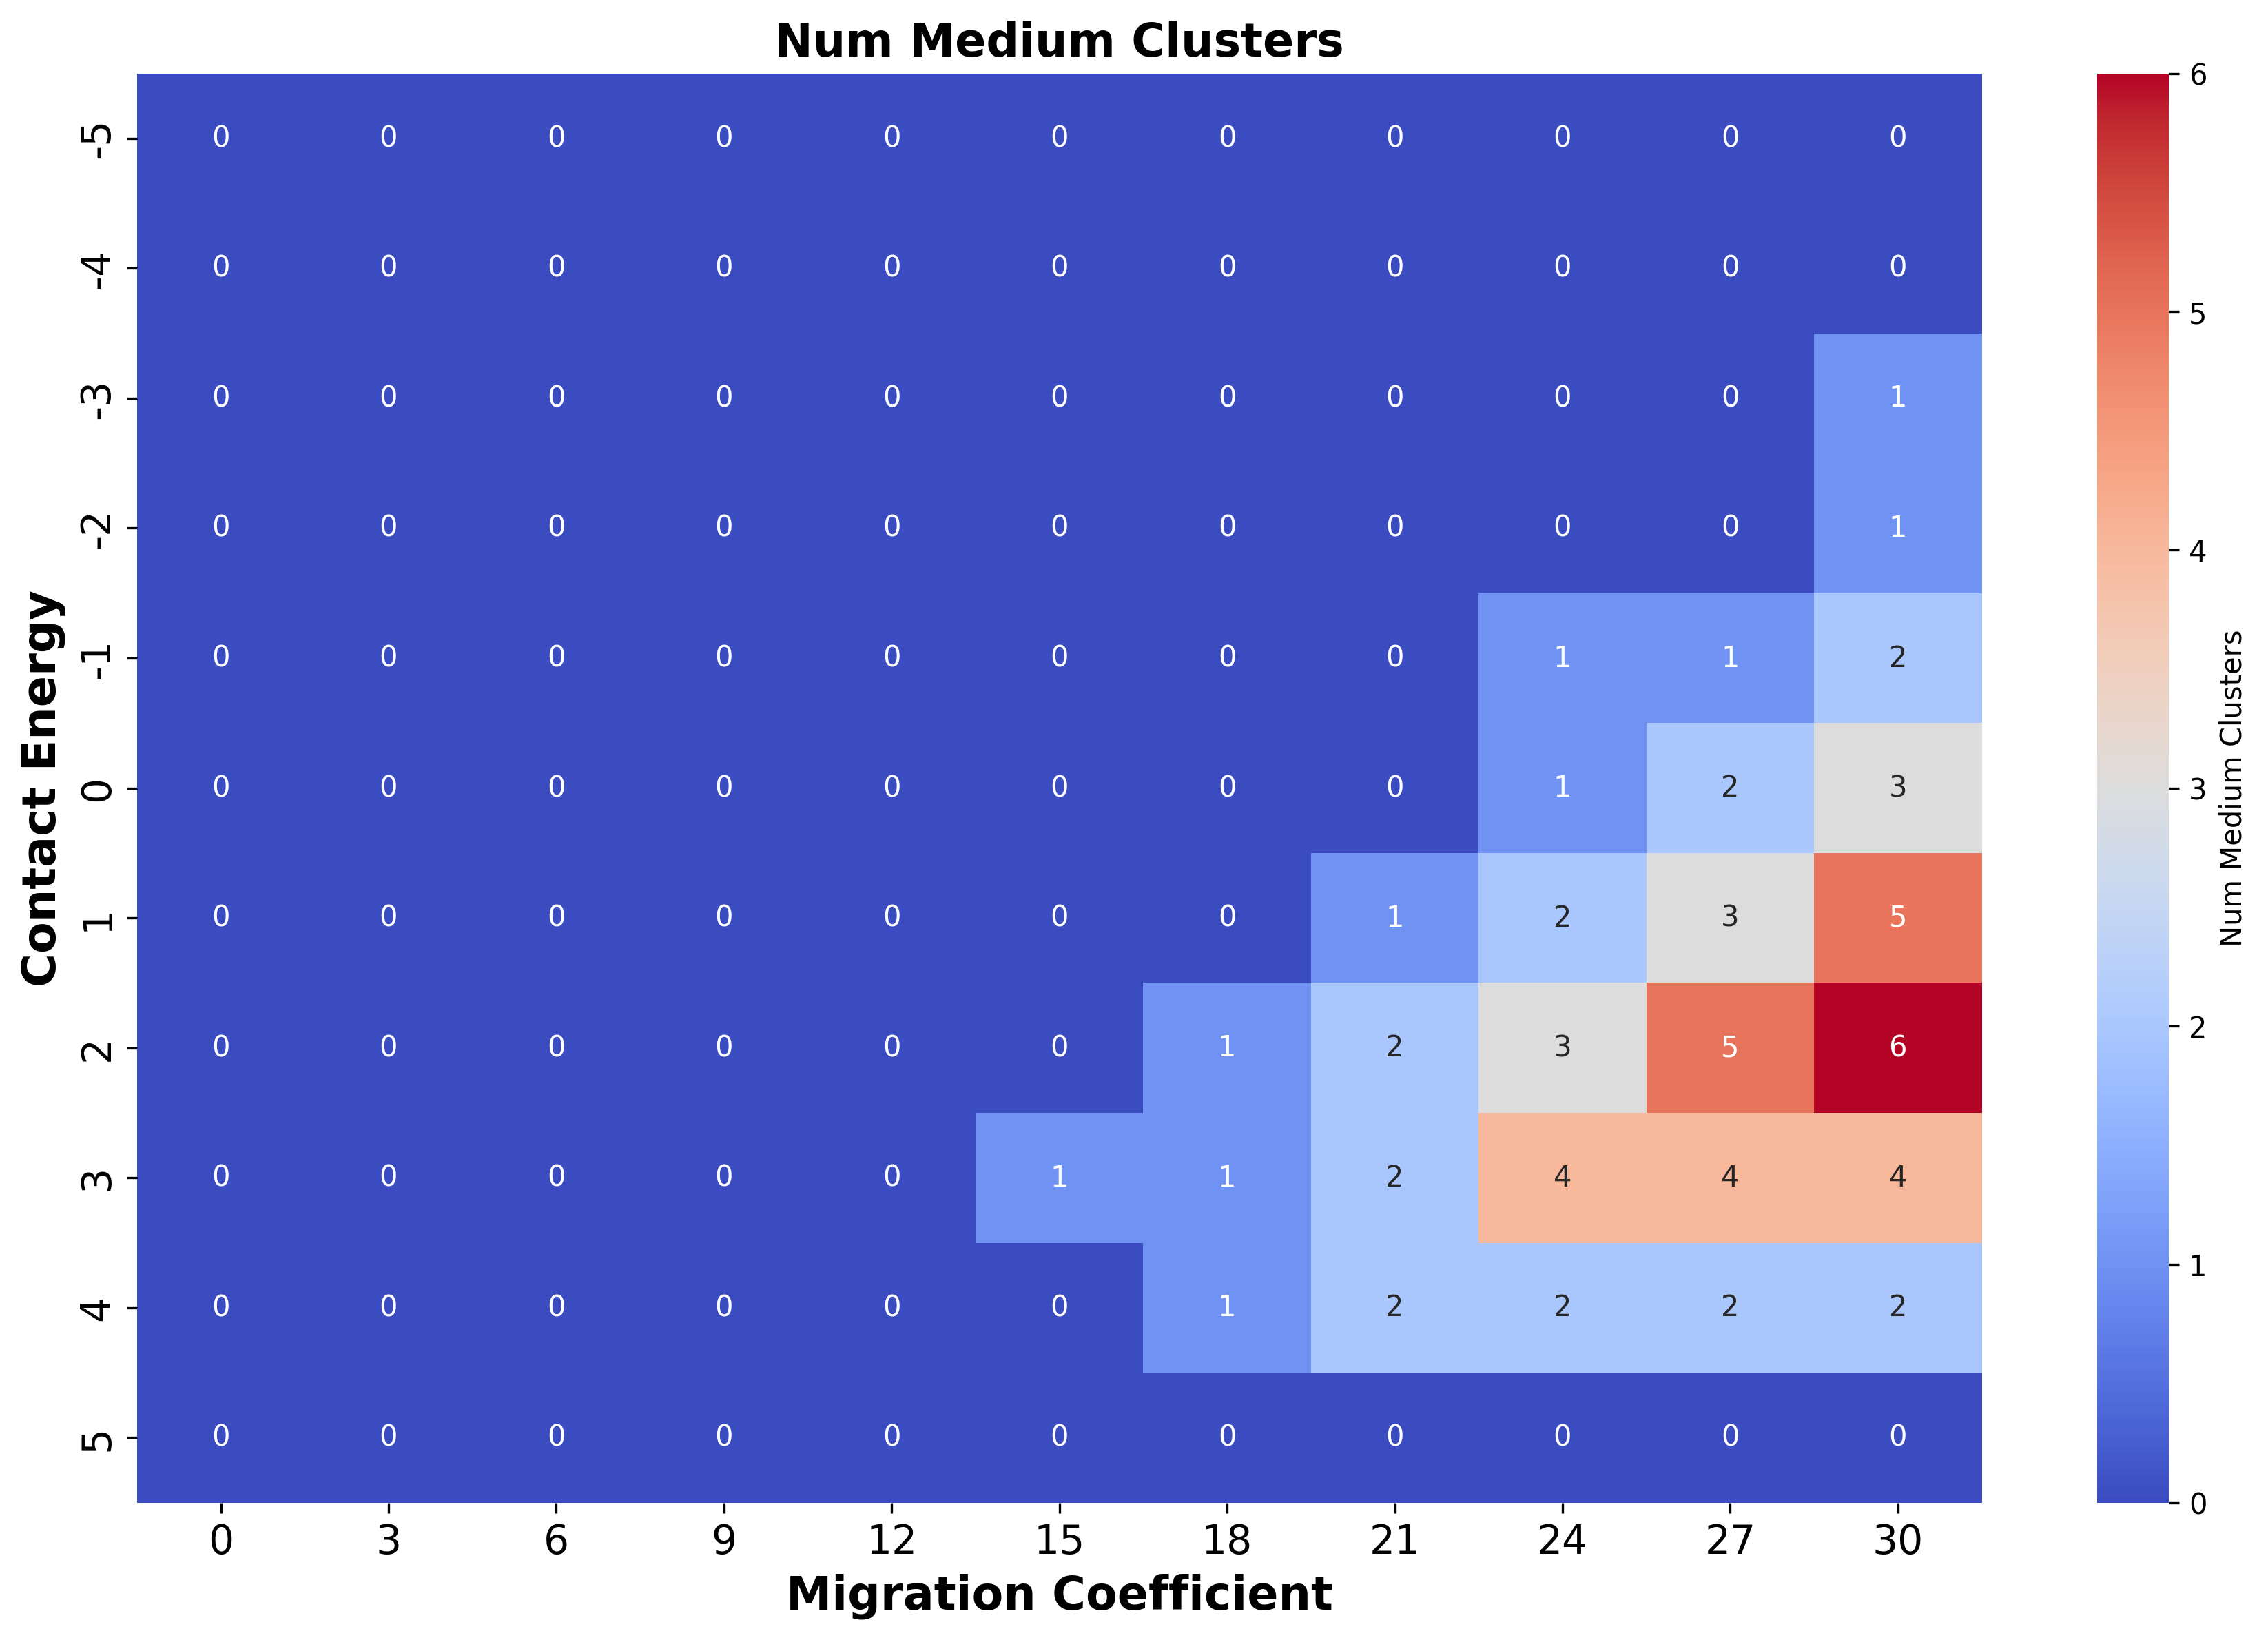 Num Medium Clusters
-5 0 0 0 0 0 0 0 0 0 0 0
-4 0 0 0 0 0 0 0 0 0 0 0
-3 0 0 0 0 0 0 0 0 0 0 1
-2 0 0 0 0 0 0 0 0 0 0 1
-1 0 0 0 0 0 0 0 0 1 1 2
0 0 0 0 0 0 0 0 0 1 2 3
1 0 0 0 0 0 0 0 1 2 3 5
2 0 0 0 0 0 0 1 2 3 5 6
3 0 0 0 0 0 1 1 2 4 4 4
4 0 0 0 0 0 0 1 2 2 2 2
5 0 0 0 0 0 0 0 0 0 0 0
0 3 6 9 12 15 18 21 24 27 30
Migration Coefficient
Contact Energy
6
5
4
3
2
1
0
Num Medium Clusters